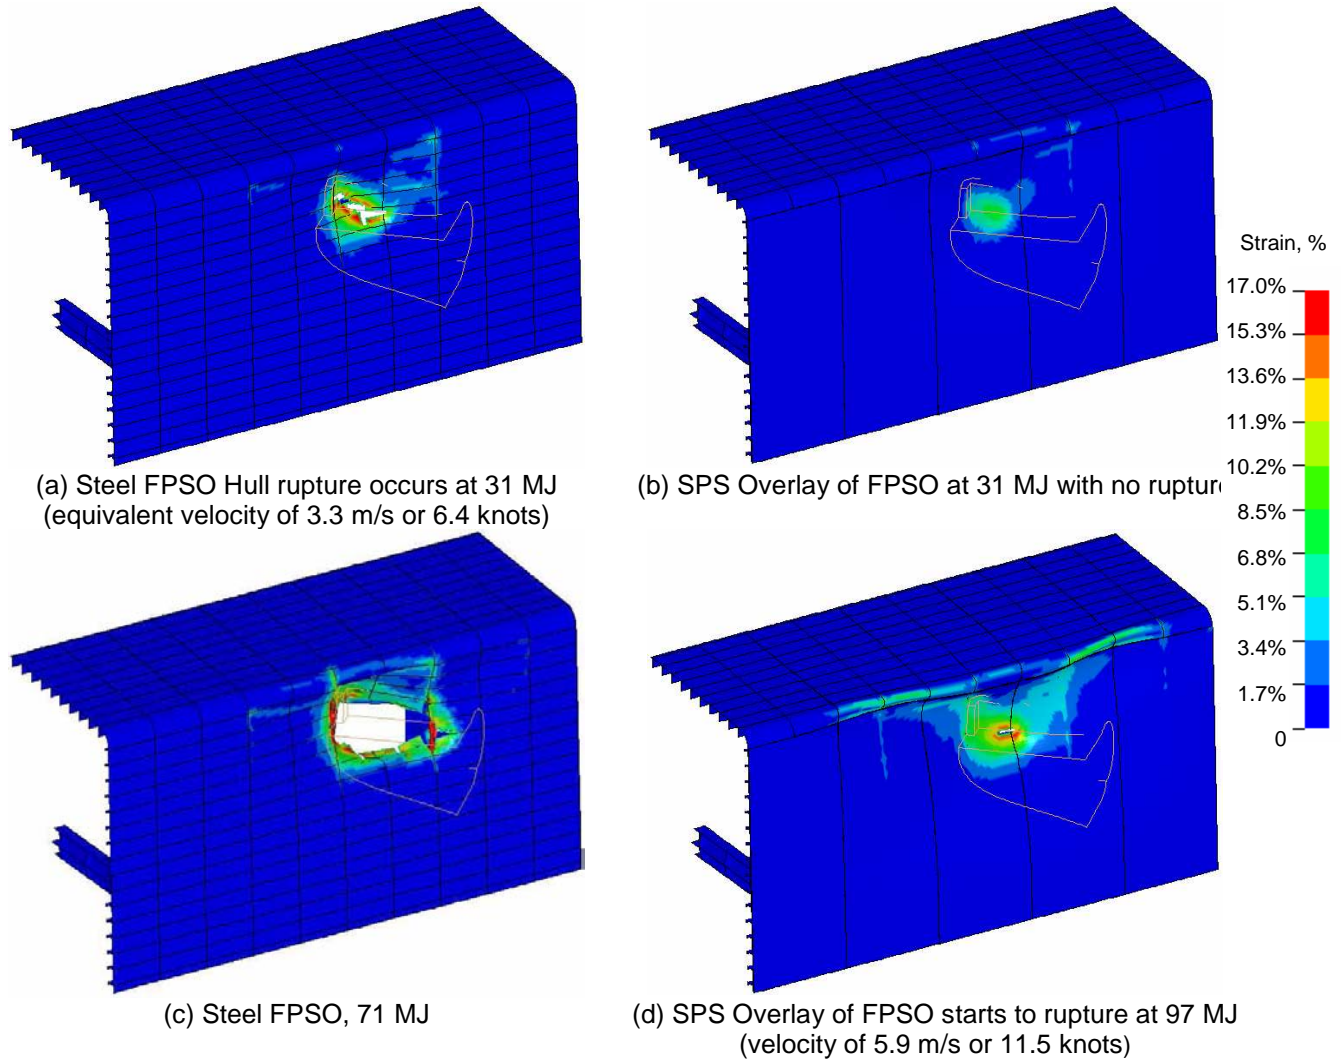 (a) Steel FPSO Hull rupture occurs at 31 MJ
(equivalent velocity of 3.3 m/s or 6.4 knots)
(b) SPS Overlay of FPSO at 31 MJ with no rupture
Strain, %
17.0%
15.3%
13.6%
11.9%
10.2%
8.5%
6.8%
5.1%
3.4%
1.7%
0
(c) Steel FPSO, 71 MJ
(d) SPS Overlay of FPSO starts to rupture at 97 MJ
(velocity of 5.9 m/s or 11.5 knots)